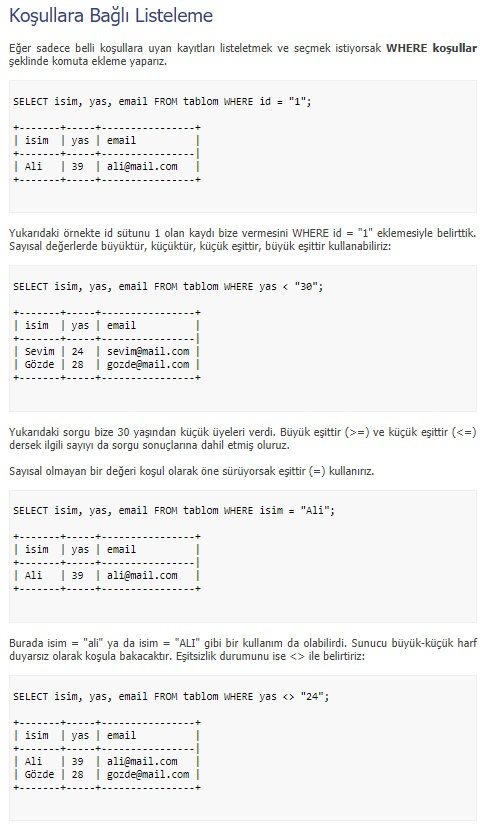 Koşullara Bağlı Listeleme
Eğer sadece belli koşullara uyan kayıtları listeletmek ve seçmek istiyorsak WHERE koşullar
şeklinde komuta ekleme yaparız.
SELECT isim, yas, email FROM tablom WHERE id = "1";
+-------+-----+----------------+
| isim  | yas | email          |
+-------+-----+----------------|
| Ali   | 39  | ali@mail.com   |
+-------+-----+----------------+
Yukarıdaki örnekte id sütunu 1 olan kaydı bize vermesini WHERE id = "1" eklemesiyle belirttik.
Sayısal değerlerde büyüktür, küçüktür, küçük eşittir, büyük eşittir kullanabiliriz:
SELECT isim, yas, email FROM tablom WHERE yas < "30";
+-------+-----+----------------+
| isim  | yas | email          |
+-------+-----+----------------|
| Sevim | 24  | sevim@mail.com |
| Gözde | 28  | gozde@mail.com |
+-------+-----+----------------+
Yukarıdaki sorgu bize 30 yaşından küçük üyeleri verdi. Büyük eşittir (>=) ve küçük eşittir (<=)
dersek ilgili sayıyı da sorgu sonuçlarına dahil etmiş oluruz.
Sayısal olmayan bir değeri koşul olarak öne sürüyorsak eşittir (=) kullanırız.
SELECT isim, yas, email FROM tablom WHERE isim = "Ali";
+-------+-----+----------------+
| isim  | yas | email          |
+-------+-----+----------------|
| Ali   | 39  | ali@mail.com   |
+-------+-----+----------------+
Burada isim = "ali" ya da isim = "ALI" gibi bir kullanım da olabilirdi. Sunucu büyük-küçük harf
duyarsız olarak koşula bakacaktır. Eşitsizlik durumunu ise <> ile belirtiriz:
SELECT isim, yas, email FROM tablom WHERE yas <> "24";
+-------+-----+----------------+
| isim  | yas | email          |
+-------+-----+----------------|
| Ali   | 39  | ali@mail.com   |
| Gözde | 28  | gozde@mail.com |
+-------+-----+----------------+